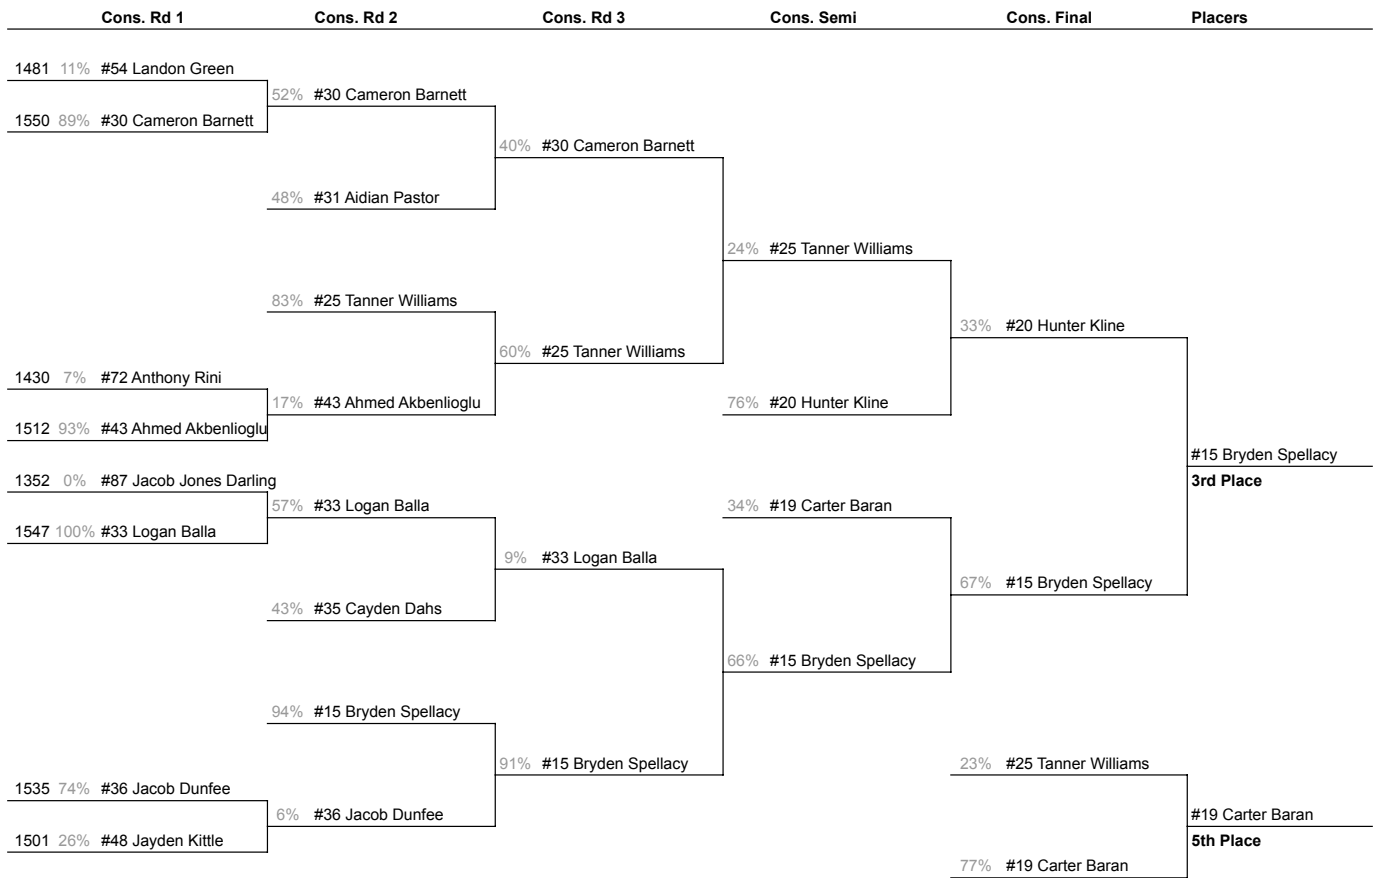 Cons. Rd 1 Cons. Rd 2 Cons. Rd 3 Cons. Semi Cons. Final Placers
1481 11% #54 Landon Green
52% #30 Cameron Barnett
1550 89% #30 Cameron Barnett
40% #30 Cameron Barnett
48% #31 Aidian Pastor
24% #25 Tanner Williams
83% #25 Tanner Williams
33% #20 Hunter Kline
60% #25 Tanner Williams
1430 7% #72 Anthony Rini
17% #43 Ahmed Akbenlioglu 76% #20 Hunter Kline
1512 93% #43 Ahmed Akbenlioglu
#15 Bryden Spellacy
1352 0% #87 Jacob Jones Darling 3rd Place
57% #33 Logan Balla 34% #19 Carter Baran
1547 100% #33 Logan Balla
9% #33 Logan Balla
67% #15 Bryden Spellacy
43% #35 Cayden Dahs
66% #15 Bryden Spellacy
94% #15 Bryden Spellacy
91% #15 Bryden Spellacy 23% #25 Tanner Williams
1535 74% #36 Jacob Dunfee
6% #36 Jacob Dunfee #19 Carter Baran
1501 26% #48 Jayden Kittle 5th Place
77% #19 Carter Baran